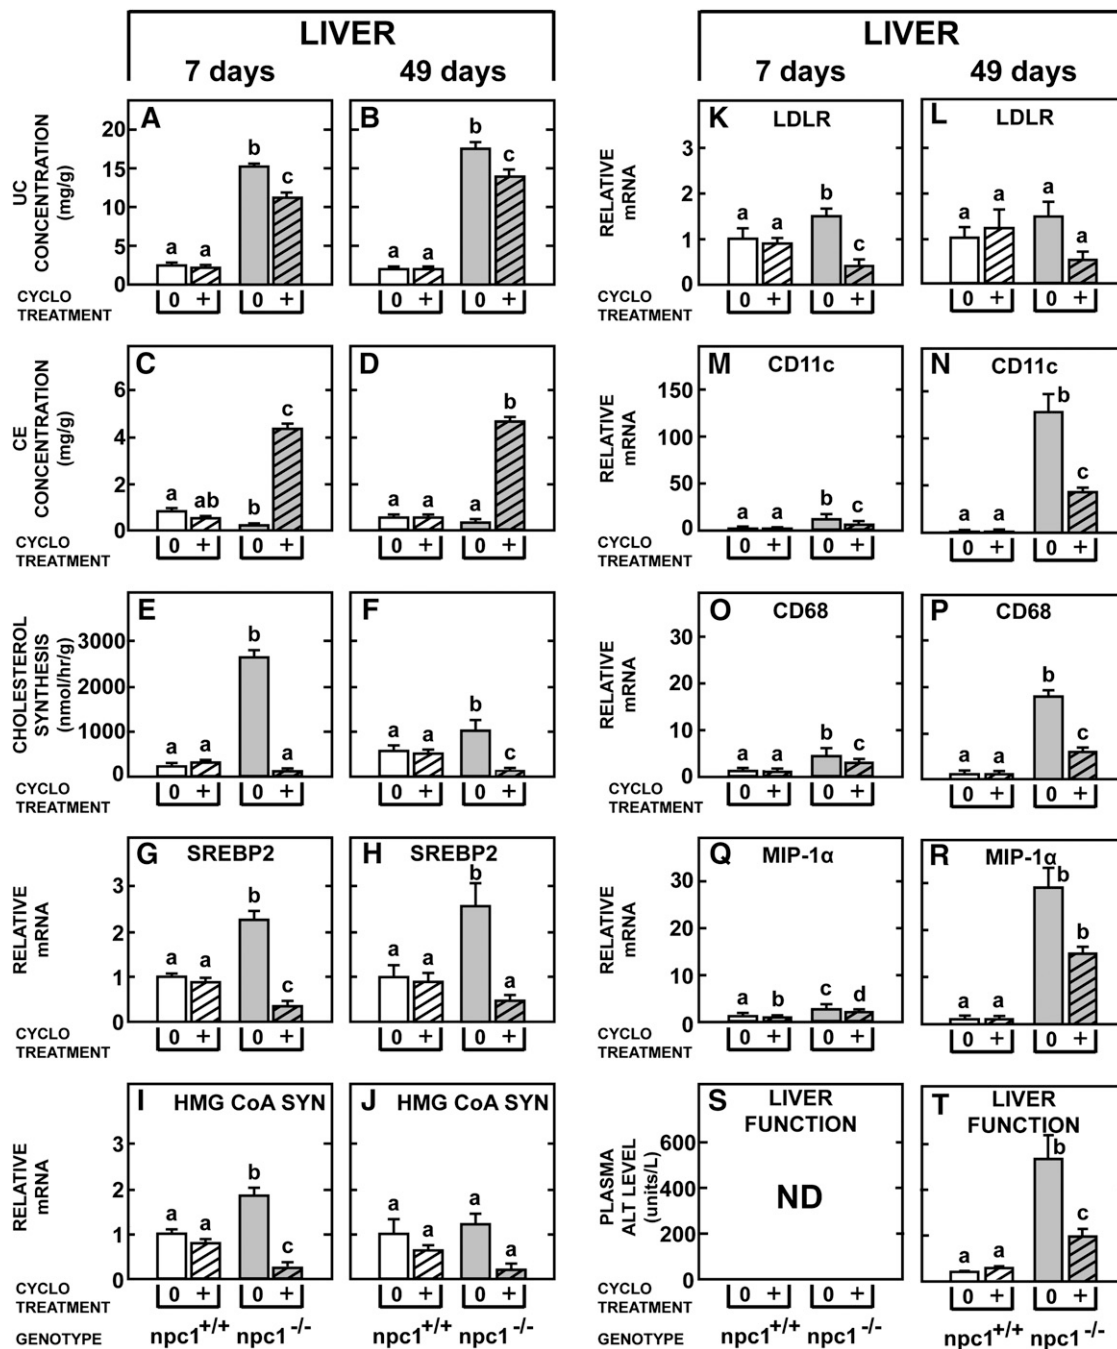 LIVER
7 days 49 days
A
B
UC
CONCENTRATION
(mg/g)
20
15
10
5
0
a a b c
a a b c
CYCLO
TREATMENT
0 + 0 +
0 + 0 +
C
D
CE
CONCENTRATION
(mg/g)
6
4
2
0
a ab b c
a a a b
CYCLO
TREATMENT
0 + 0 +
0 + 0 +
E
F
CHOLESTEROL
SYNTHESIS
(nmol/hr/g)
3000
2000
1000
0
a a b a
a a b c
CYCLO
TREATMENT
0 + 0 +
0 + 0 +
G SREBP2
H SREBP2
RELATIVE
mRNA
3
2
1
0
a a b c
a a b a
CYCLO
TREATMENT
0 + 0 +
0 + 0 +
I HMG CoA SYN
J HMG CoA SYN
RELATIVE
mRNA
3
2
1
0
a a b c
a a a a
CYCLO
TREATMENT
0 + 0 +
0 + 0 +
GENOTYPE npc1+/+ npc1-/- npc1+/+ npc1-/-
LIVER
7 days 49 days
K LDLR
L LDLR
RELATIVE
mRNA
3
2
1
0
a a b c
a a a a
CYCLO
TREATMENT
0 + 0 +
0 + 0 +
M CD11c
N CD11c
RELATIVE
mRNA
150
100
50
0
a a b c
a a b c
CYCLO
TREATMENT
0 + 0 +
0 + 0 +
O CD68
P CD68
RELATIVE
mRNA
30
20
10
0
a a b c
a a b c
CYCLO
TREATMENT
0 + 0 +
0 + 0 +
Q MIP-1α
R MIP-1α
RELATIVE
mRNA
30
20
10
0
a b c d
a a b b
CYCLO
TREATMENT
0 + 0 +
0 + 0 +
S LIVER
FUNCTION
T LIVER
FUNCTION
PLASMA
ALT LEVEL
(units/L)
600
400
200
0
ND
a a b c
CYCLO
TREATMENT
0 + 0 +
0 + 0 +
GENOTYPE npc1+/+ npc1-/- npc1+/+ npc1-/-